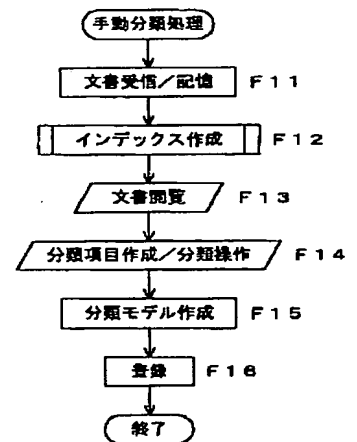 手動分類処理
文書受信／記憶 F11
インデックス作成 F12
文書閲覧 F13
分類項目作成／分類操作 F14
分類モデル作成 F15
登録 F16
終了